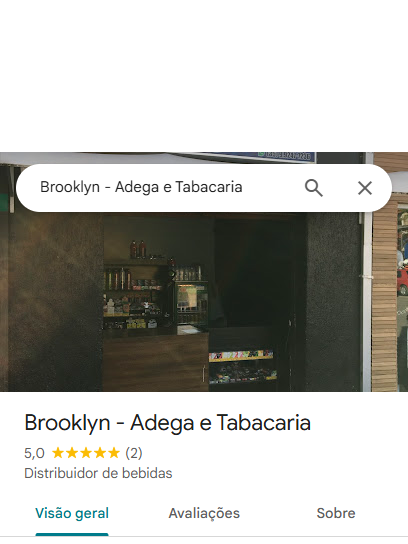 Brooklyn - Adega e Tabacaria
Brooklyn - Adega e Tabacaria
5,0 ★★★★★ (2)
Distribuidor de bebidas
Visão geral Avaliações Sobre